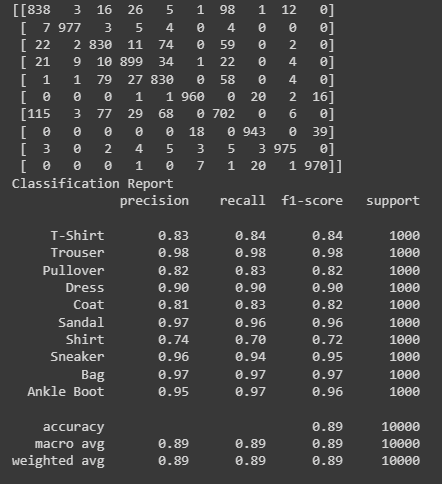 [[838 3 16 26 5 1 98 1 12 0]
[ 7 977 3 5 4 0 4 0 0 0]
[ 22 2 830 11 74 0 59 0 2 0]
[ 21 9 10 899 34 1 22 0 4 0]
[ 1 1 79 27 830 0 58 0 4 0]
[ 0 0 0 1 1 960 0 20 2 16]
[115 3 77 29 68 0 702 0 6 0]
[ 0 0 0 0 0 18 0 943 0 39]
[ 3 0 2 4 5 3 5 3 975 0]
[ 0 0 0 1 0 7 1 20 1 970]]
Classification Report
precision recall f1-score support
T-Shirt 0.83 0.84 0.84 1000
Trouser 0.98 0.98 0.98 1000
Pullover 0.82 0.83 0.82 1000
Dress 0.90 0.90 0.90 1000
Coat 0.81 0.83 0.82 1000
Sandal 0.97 0.96 0.96 1000
Shirt 0.74 0.70 0.72 1000
Sneaker 0.96 0.94 0.95 1000
Bag 0.97 0.97 0.97 1000
Ankle Boot 0.95 0.97 0.96 1000
accuracy 0.89 10000
macro avg 0.89 0.89 0.89 10000
weighted avg 0.89 0.89 0.89 10000